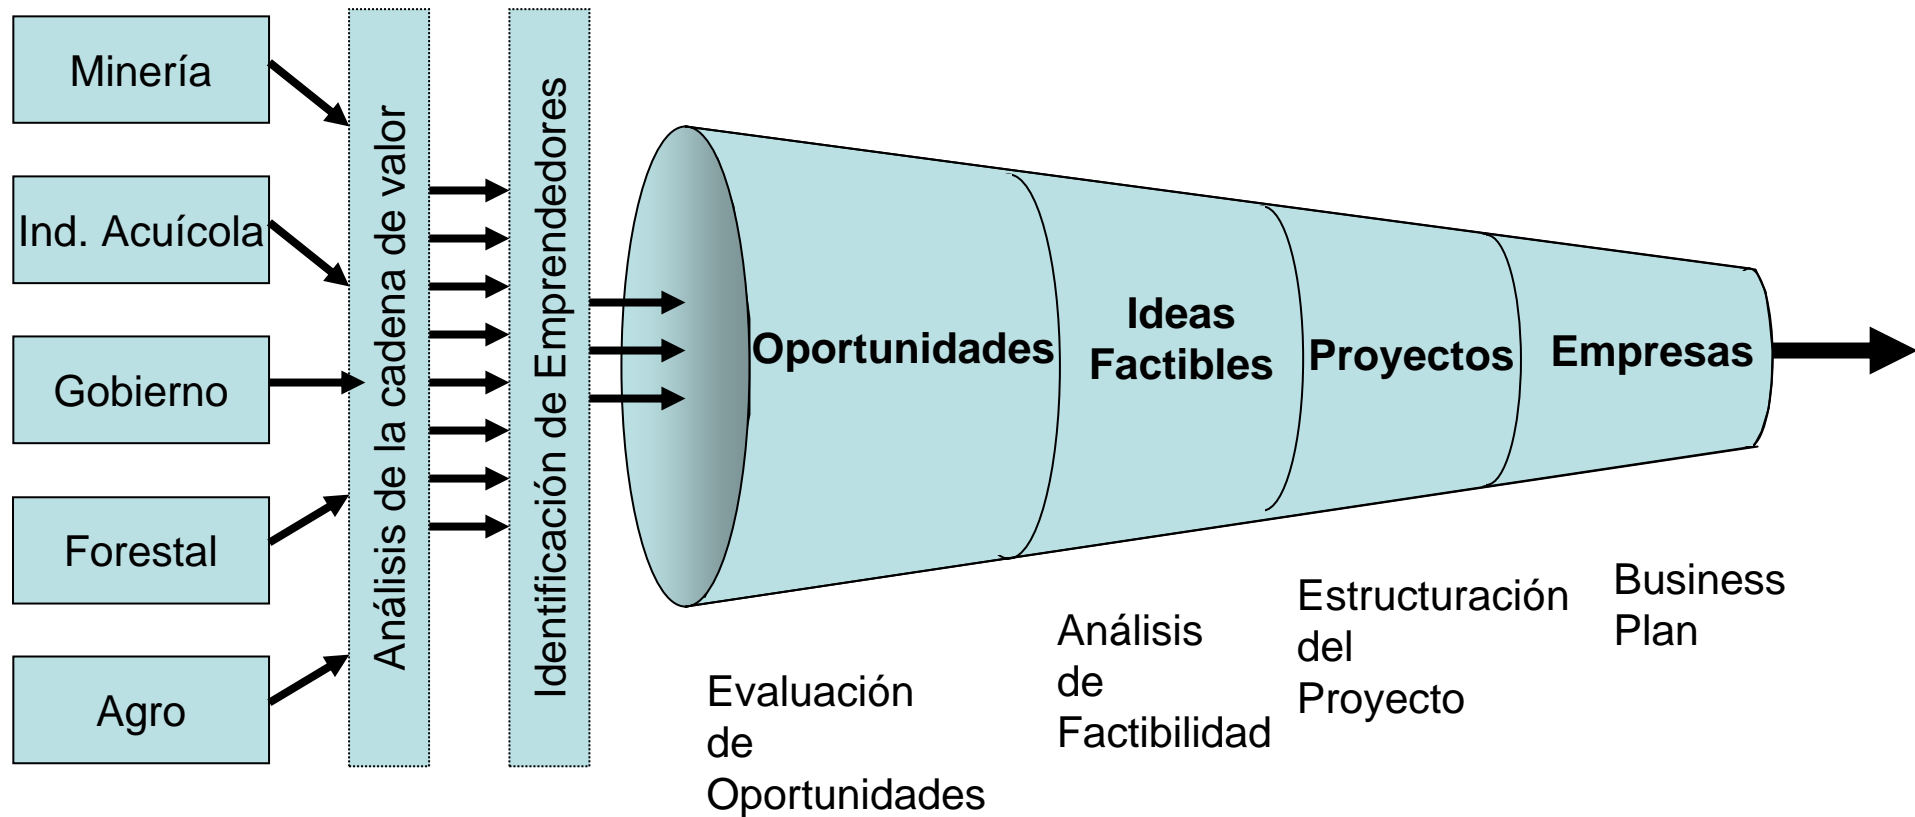 Minería
Ind. Acuícola
Gobierno
Forestal
Agro
Análisis de la cadena de valor
Identificación de Emprendedores
Oportunidades
Ideas
Factibles
Proyectos
Empresas
Evaluación
de
Oportunidades
Análisis
de
Factibilidad
Estructuración
del
Proyecto
Business
Plan